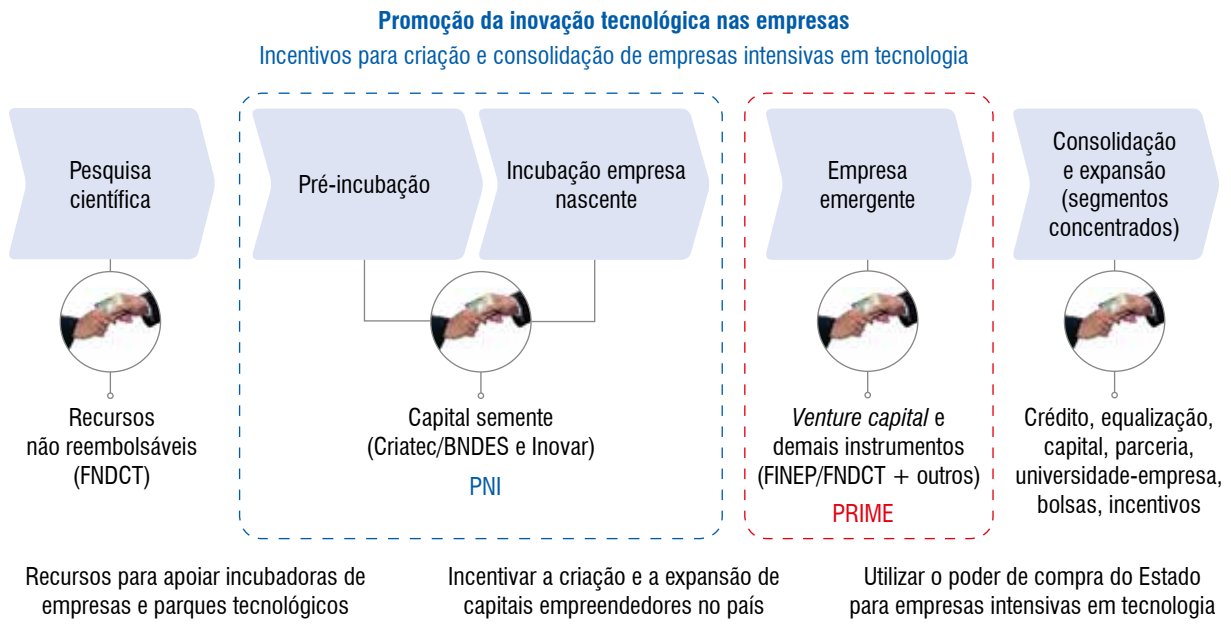 Promoção da inovação tecnológica nas empresas
Incentivos para criação e consolidação de empresas intensivas em tecnologia
Pesquisa
científica
Pré-incubação
Incubação empresa
nascente
Empresa
emergente
Consolidação
e expansão
(segmentos
concentrados)
Recursos
não reembolsáveis
(FNDCT)
Capital semente
(Criatec/BNDES e Inovar)
PNI
Venture capital e
demais instrumentos
(FINEP/FNDCT + outros)
PRIME
Crédito, equalização,
capital, parceria,
universidade-empresa,
bolsas, incentivos
Recursos para apoiar incubadoras de
empresas e parques tecnológicos
Incentivar a criação e a expansão de
capitais empreendedores no país
Utilizar o poder de compra do Estado
para empresas intensivas em tecnologia